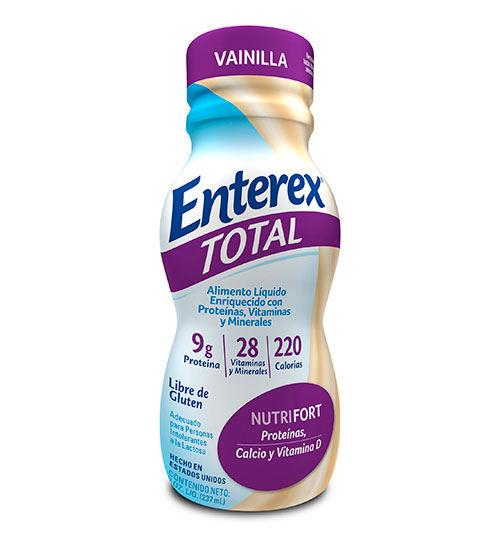 VAINILLA
Enterex®
TOTAL
Alimento Líquido
Enriquecido con
Proteínas, Vitaminas
y Minerales
9g
Proteína
28
Vitaminas
y Minerales
220
Calorías
Libre de
Gluten
Adecuado
para Personas
Intolerantes
a la Lactosa
NUTRIFORT
Proteínas,
Calcio y Vitamina D
HECHO EN
ESTADOS UNIDOS
CONTENIDO NETO:
OZ. LIQ. (237 mL)